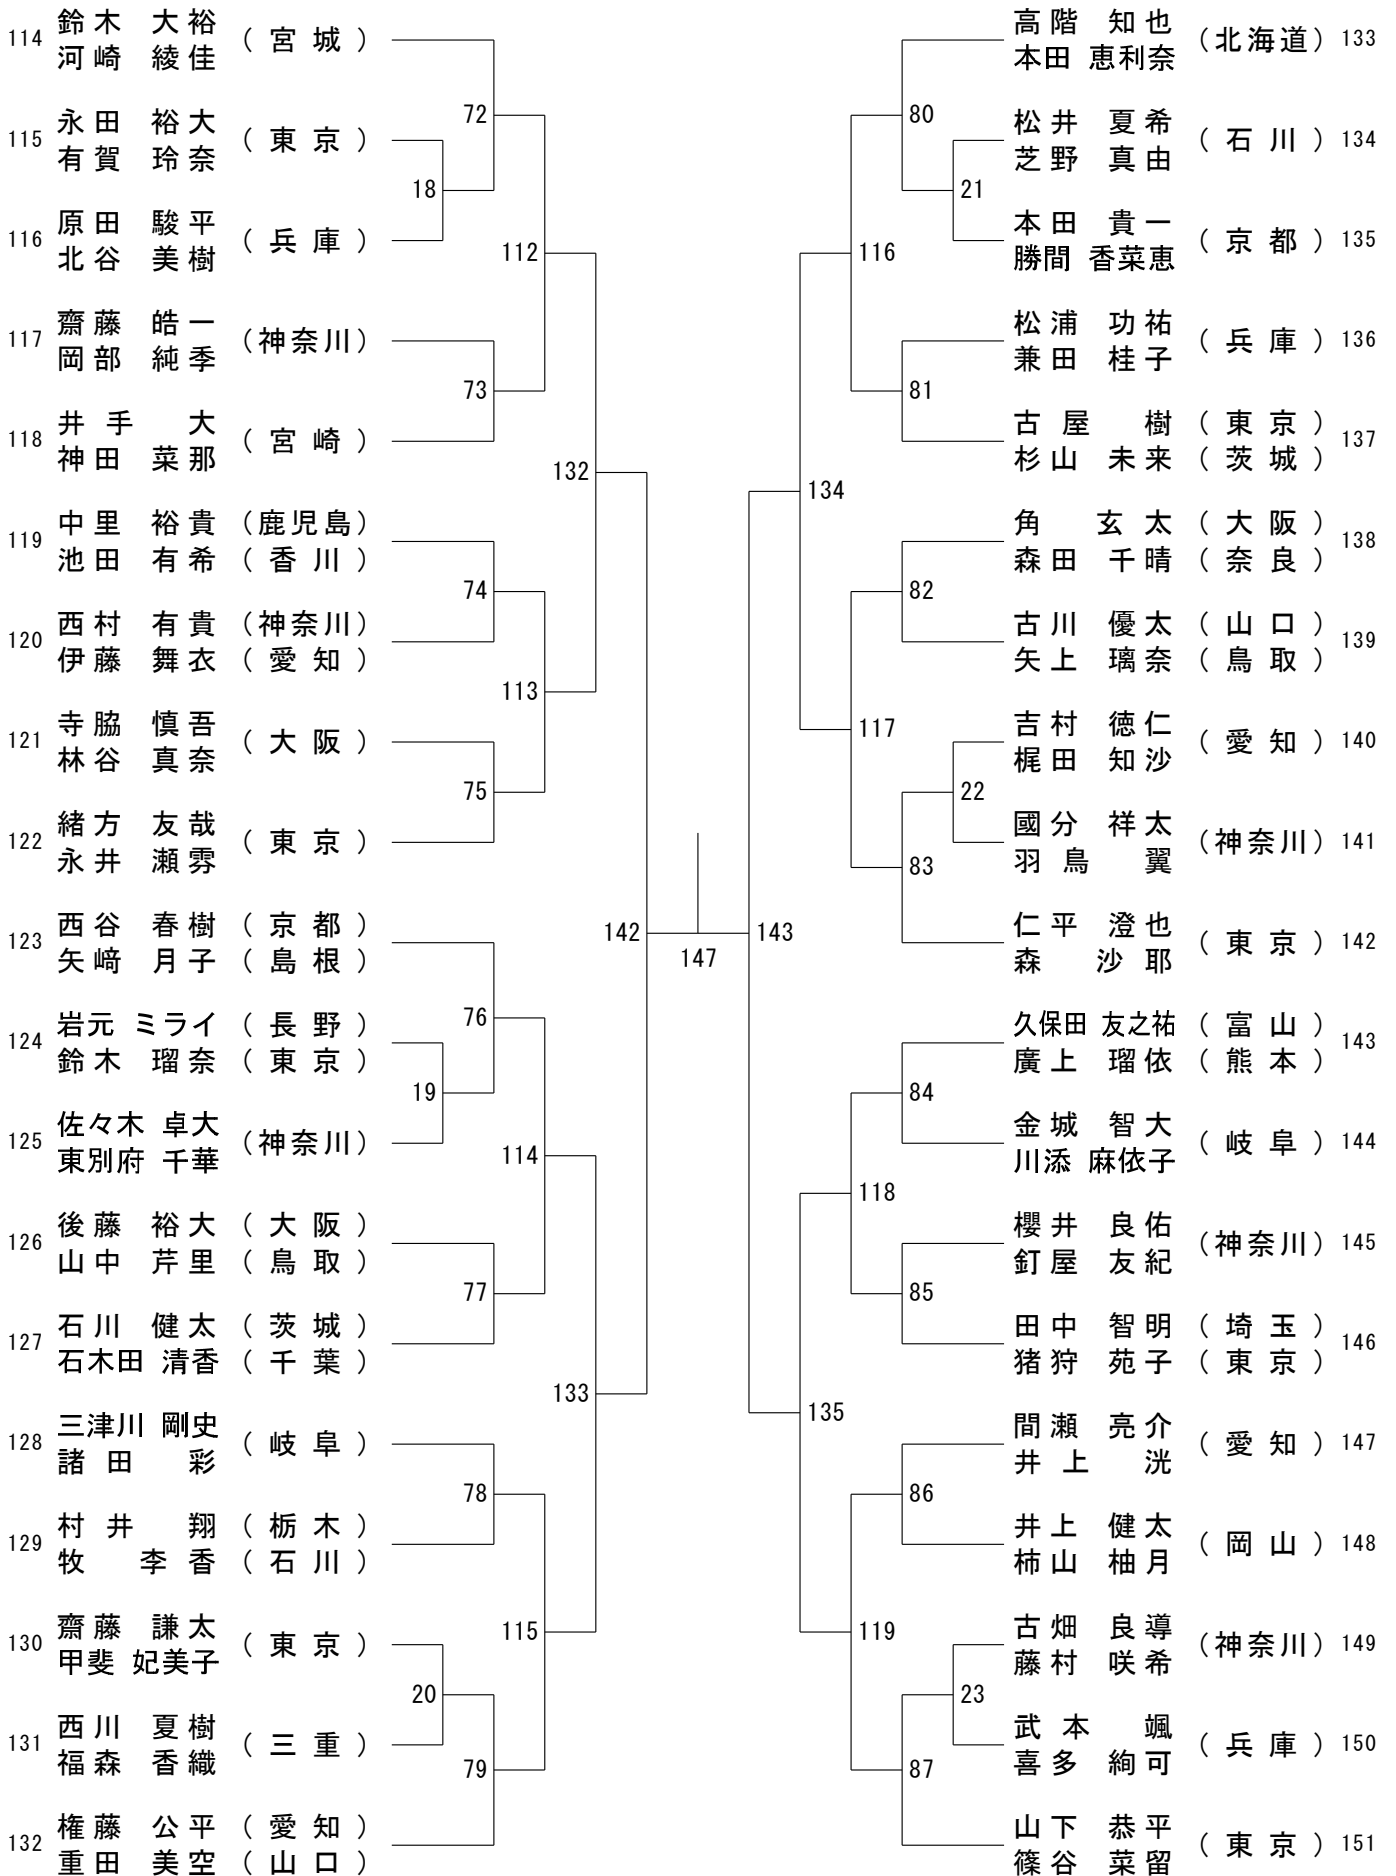 114 鈴木 大裕 (宮城)
河崎 綾佳
72
115 永田 裕大 (東京)
有賀 玲奈
18
116 原田 駿平 (兵庫)
北谷 美樹
112
117 齋藤 皓一 (神奈川)
岡部 純季
73
118 井手 大 (宮崎)
神田 菜那
132
119 中里 裕貴 (鹿児島)
池田 有希 (香川)
74
120 西村 有貴 (神奈川)
伊藤 舞衣 (愛知)
113
121 寺脇 慎吾 (大阪)
林谷 真奈
75
122 緒方 友哉 (東京)
永井 瀬雰
142
123 西谷 春樹 (京都)
矢﨑 月子 (島根)
76
124 岩元 ミライ (長野)
鈴木 瑠奈 (東京)
19
125 佐々木 卓大 (神奈川)
東別府 千華
114
126 後藤 裕大 (大阪)
山中 芹里 (鳥取)
77
127 石川 健太 (茨城)
石木田 清香 (千葉)
133
128 三津川 剛史 (岐阜)
諸田 彩
78
129 村井 翔 (栃木)
牧 李香 (石川)
115
130 齋藤 謙太 (東京)
甲斐 妃美子
20
131 西川 夏樹 (三重)
福森 香織
79
132 権藤 公平 (愛知)
重田 美空 (山口)
147
高階 知也 (北海道) 133
本田 恵利奈
80
松井 夏希 (石川) 134
芝野 真由
21
本田 貴一 (京都) 135
勝間 香菜恵
116
松浦 功祐 (兵庫) 136
兼田 桂子
81
古屋 樹 (東京) 137
杉山 未来 (茨城)
134
角 玄太 (大阪) 138
森田 千晴 (奈良)
82
古川 優太 (山口) 139
矢上 璃奈 (鳥取)
117
吉村 徳仁 (愛知) 140
梶田 知沙
22
國分 祥太 (神奈川) 141
羽鳥 翼
83
仁平 澄也 (東京) 142
森 沙耶
143
久保田 友之祐 (富山) 143
廣上 瑠依 (熊本)
84
金城 智大 (岐阜) 144
川添 麻依子
118
櫻井 良佑 (神奈川) 145
釘屋 友紀
85
田中 智明 (埼玉) 146
猪狩 苑子 (東京)
135
間瀬 亮介 (愛知) 147
井上 洸
86
井上 健太 (岡山) 148
柿山 柚月
119
古畑 良導 (神奈川) 149
藤村 咲希
23
武本 颯 (兵庫) 150
喜多 絢可
87
山下 恭平 (東京) 151
篠谷 菜留